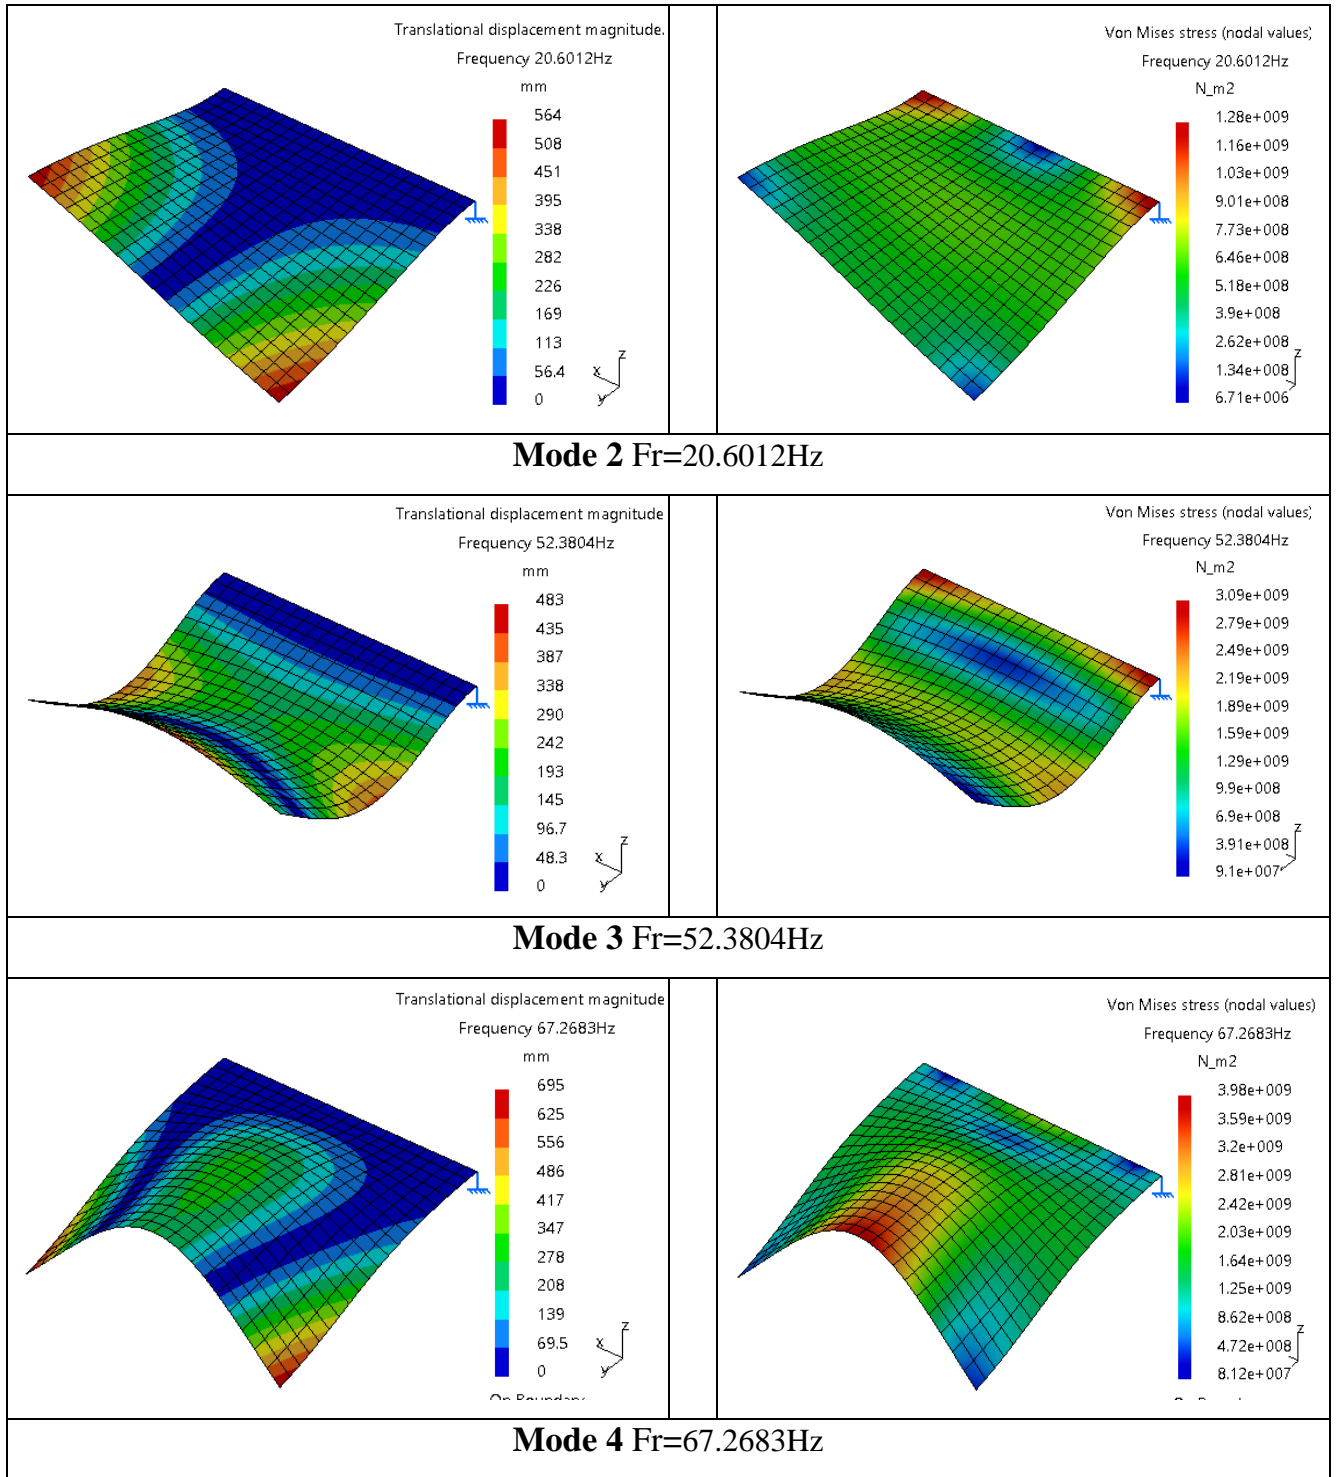 Translational displacement magnitude.
Frequency 20.6012Hz
mm
564
508
451
395
338
282
226
169
113
56.4
0
z
x
y
Von Mises stress (nodal values)
Frequency 20.6012Hz
N_m2
1.28e+009
1.16e+009
1.03e+009
9.01e+008
7.73e+008
6.46e+008
5.18e+008
3.9e+008
2.62e+008
1.34e+008
6.71e+006
z
Mode 2 Fr=20.6012Hz
Translational displacement magnitude
Frequency 52.3804Hz
mm
483
435
387
338
290
242
193
145
96.7
48.3
0
z
x
y
Von Mises stress (nodal values)
Frequency 52.3804Hz
N_m2
3.09e+009
2.79e+009
2.49e+009
2.19e+009
1.89e+009
1.59e+009
1.29e+009
9.9e+008
6.9e+008
3.91e+008
9.1e+007
z
Mode 3 Fr=52.3804Hz
Translational displacement magnitude
Frequency 67.2683Hz
mm
695
625
556
486
417
347
278
208
139
69.5
0
z
x
y
On Boundary
Von Mises stress (nodal values)
Frequency 67.2683Hz
N_m2
3.98e+009
3.59e+009
3.2e+009
2.81e+009
2.42e+009
2.03e+009
1.64e+009
1.25e+009
8.62e+008
4.72e+008
8.12e+007
z
Mode 4 Fr=67.2683Hz